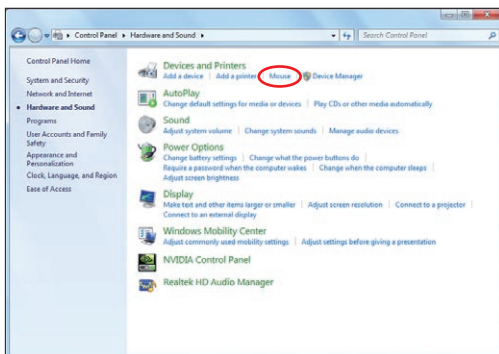 Control Panel ▸ Hardware and Sound ▸
Search Control Panel
Control Panel Home
System and Security
Network and Internet
Hardware and Sound
Programs
User Accounts and Family
Safety
Appearance and
Personalization
Clock, Language, and Region
Ease of Access
Devices and Printers
Add a device | Add a printer | Mouse | Device Manager
AutoPlay
Change default settings for media or devices | Play CDs or other media automatically
Sound
Adjust system volume | Change system sounds | Manage audio devices
Power Options
Change battery settings | Change what the power buttons do
Require a password when the computer wakes | Change when the computer sleeps
Adjust screen brightness
Display
Make text and other items larger or smaller | Adjust screen resolution | Connect to a projector
Connect to an external display
Windows Mobility Center
Adjust commonly used mobility settings | Adjust settings before giving a presentation
NVIDIA Control Panel
Realtek HD Audio Manager